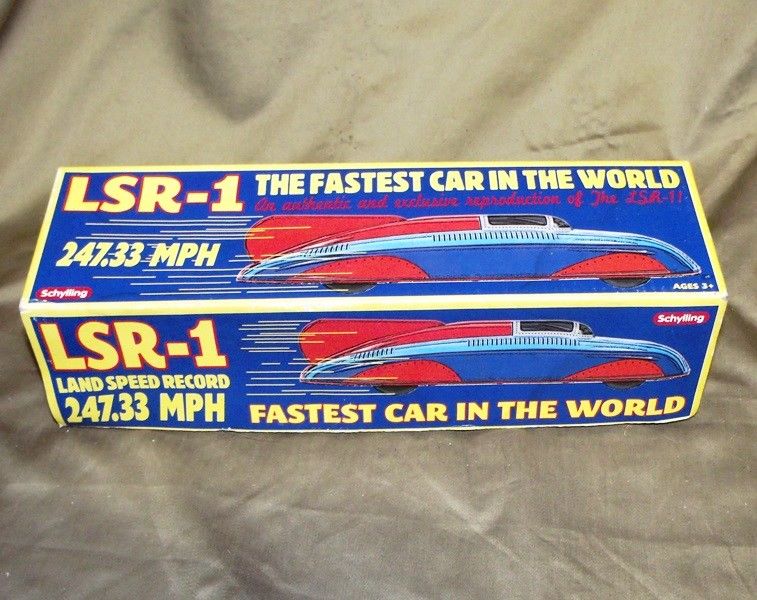 LSR-1 THE FASTEST CAR IN THE WORLD
An authentic and exclusive reproduction of The LSR-1!
247.33 MPH
Schylling
AGES 3+
LSR-1
Schylling
LAND SPEED RECORD
247.33 MPH
FASTEST CAR IN THE WORLD